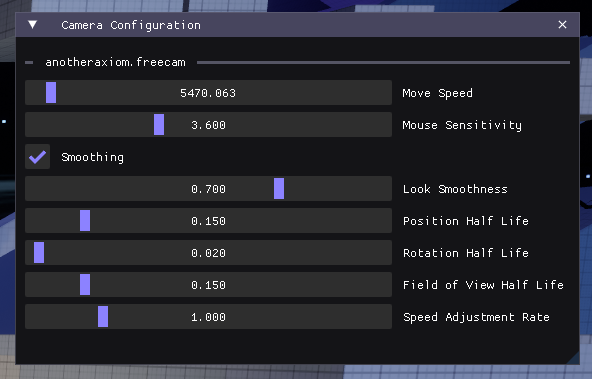 Camera Configuration
anotheraxiom.freecam
5470.063 Move Speed
3.600 Mouse Sensitivity
Smoothing
0.700 Look Smoothness
0.150 Position Half Life
0.020 Rotation Half Life
0.150 Field of View Half Life
1.000 Speed Adjustment Rate